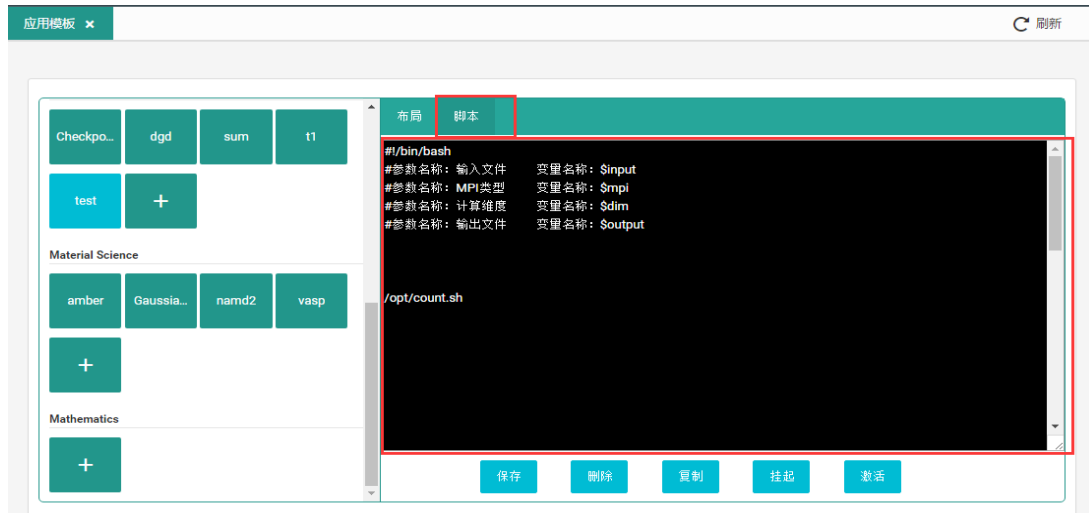 应用模板 ×
刷新
Checkpo... dgd sum t1
test +
Material Science
amber Gaussia... namd2 vasp
+
Mathematics
+
布局 脚本
#!/bin/bash
#参数名称：输入文件 变量名称：$input
#参数名称：MPI类型 变量名称：$mpi
#参数名称：计算维度 变量名称：$dim
#参数名称：输出文件 变量名称：$output
/opt/count.sh
保存 删除 复制 挂起 激活